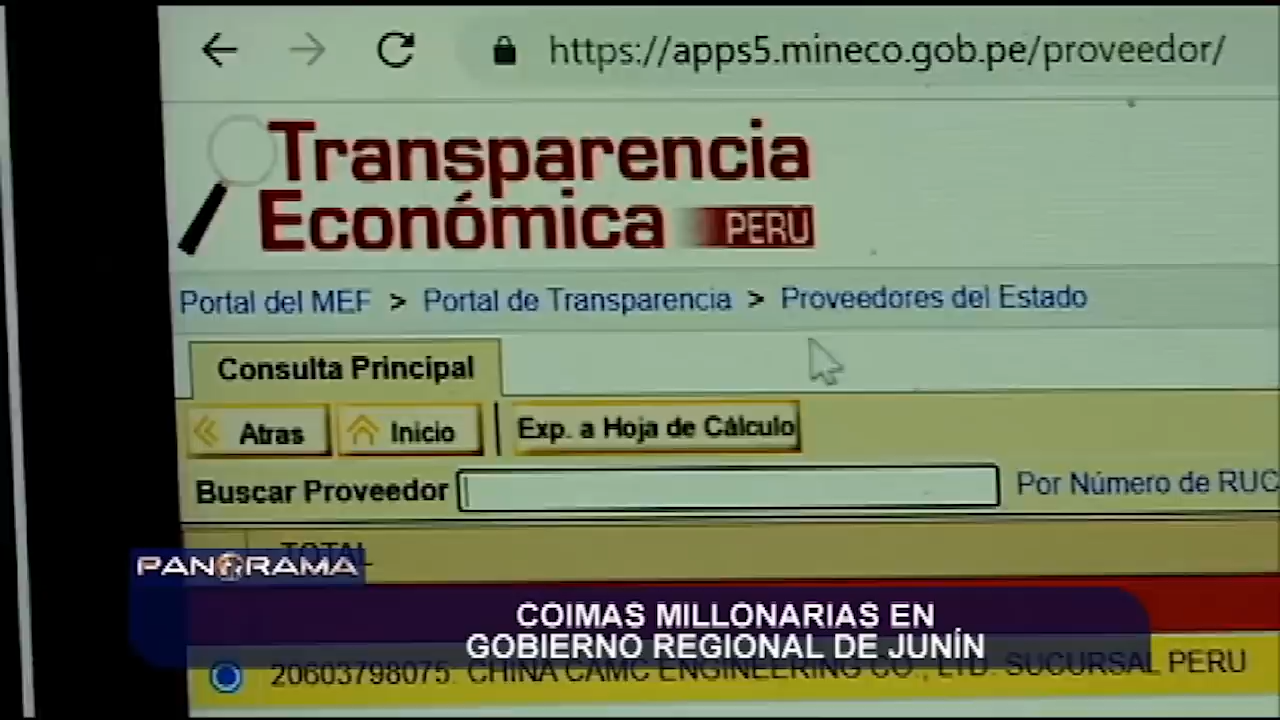 https://apps5.mineco.gob.pe/proveedor/
Transparencia
Económica PERU
Portal del MEF > Portal de Transparencia > Proveedores del Estado
Consulta Principal
Atras Inicio Exp. a Hoja de Cálculo
Buscar Proveedor Por Número de RUC
TOTAL
PANORAMA
COIMAS MILLONARIAS EN
GOBIERNO REGIONAL DE JUNÍN
20603798075: CHINA CAMC ENGINEERING CO., LTD. SUCURSAL PERU